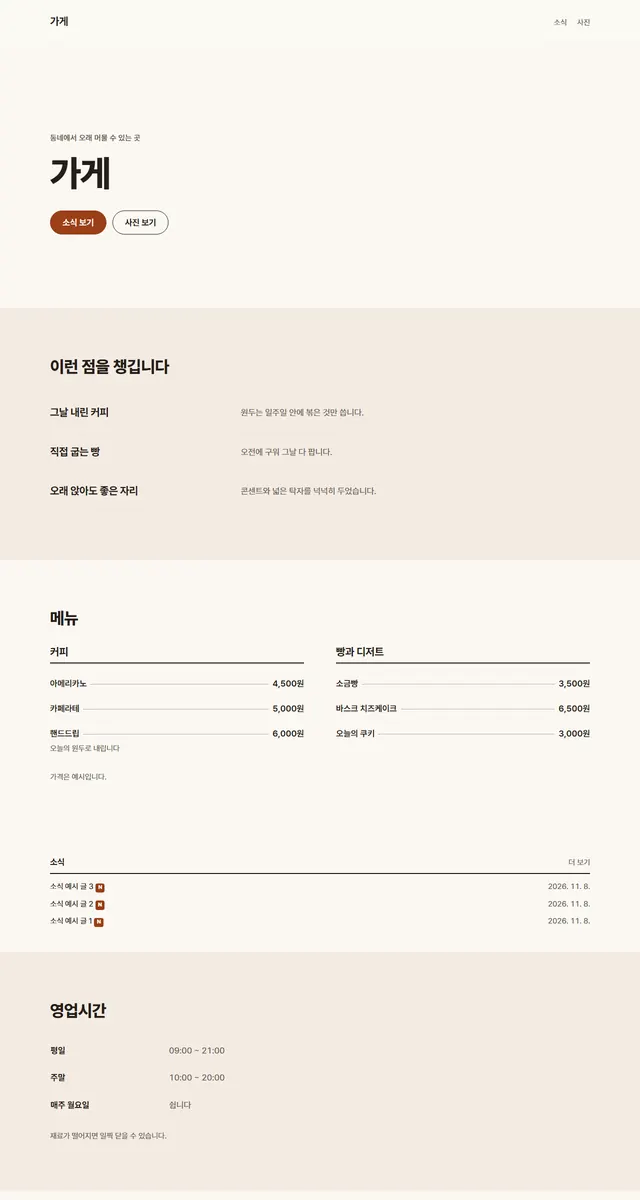 가게
소식 사진
동네에서 오래 머물 수 있는 곳
가게
소식 보기 사진 보기
이런 점을 챙깁니다
그날 내린 커피 원두는 일주일 안에 볶은 것만 씁니다.
직접 굽는 빵 오전에 구워 그날 다 팝니다.
오래 앉아도 좋은 자리 콘센트와 넓은 탁자를 넉넉히 두었습니다.
메뉴
커피
아메리카노 4,500원
카페라테 5,000원
핸드드립 6,000원
오늘의 원두로 내립니다
빵과 디저트
소금빵 3,500원
바스크 치즈케이크 6,500원
오늘의 쿠키 3,000원
가격은 예시입니다.
소식 더 보기
소식 예시 글 3 N 2026. 11. 8.
소식 예시 글 2 N 2026. 11. 8.
소식 예시 글 1 N 2026. 11. 8.
영업시간
평일 09:00 – 21:00
주말 10:00 – 20:00
매주 월요일 쉽니다
재료가 떨어지면 일찍 닫을 수 있습니다.